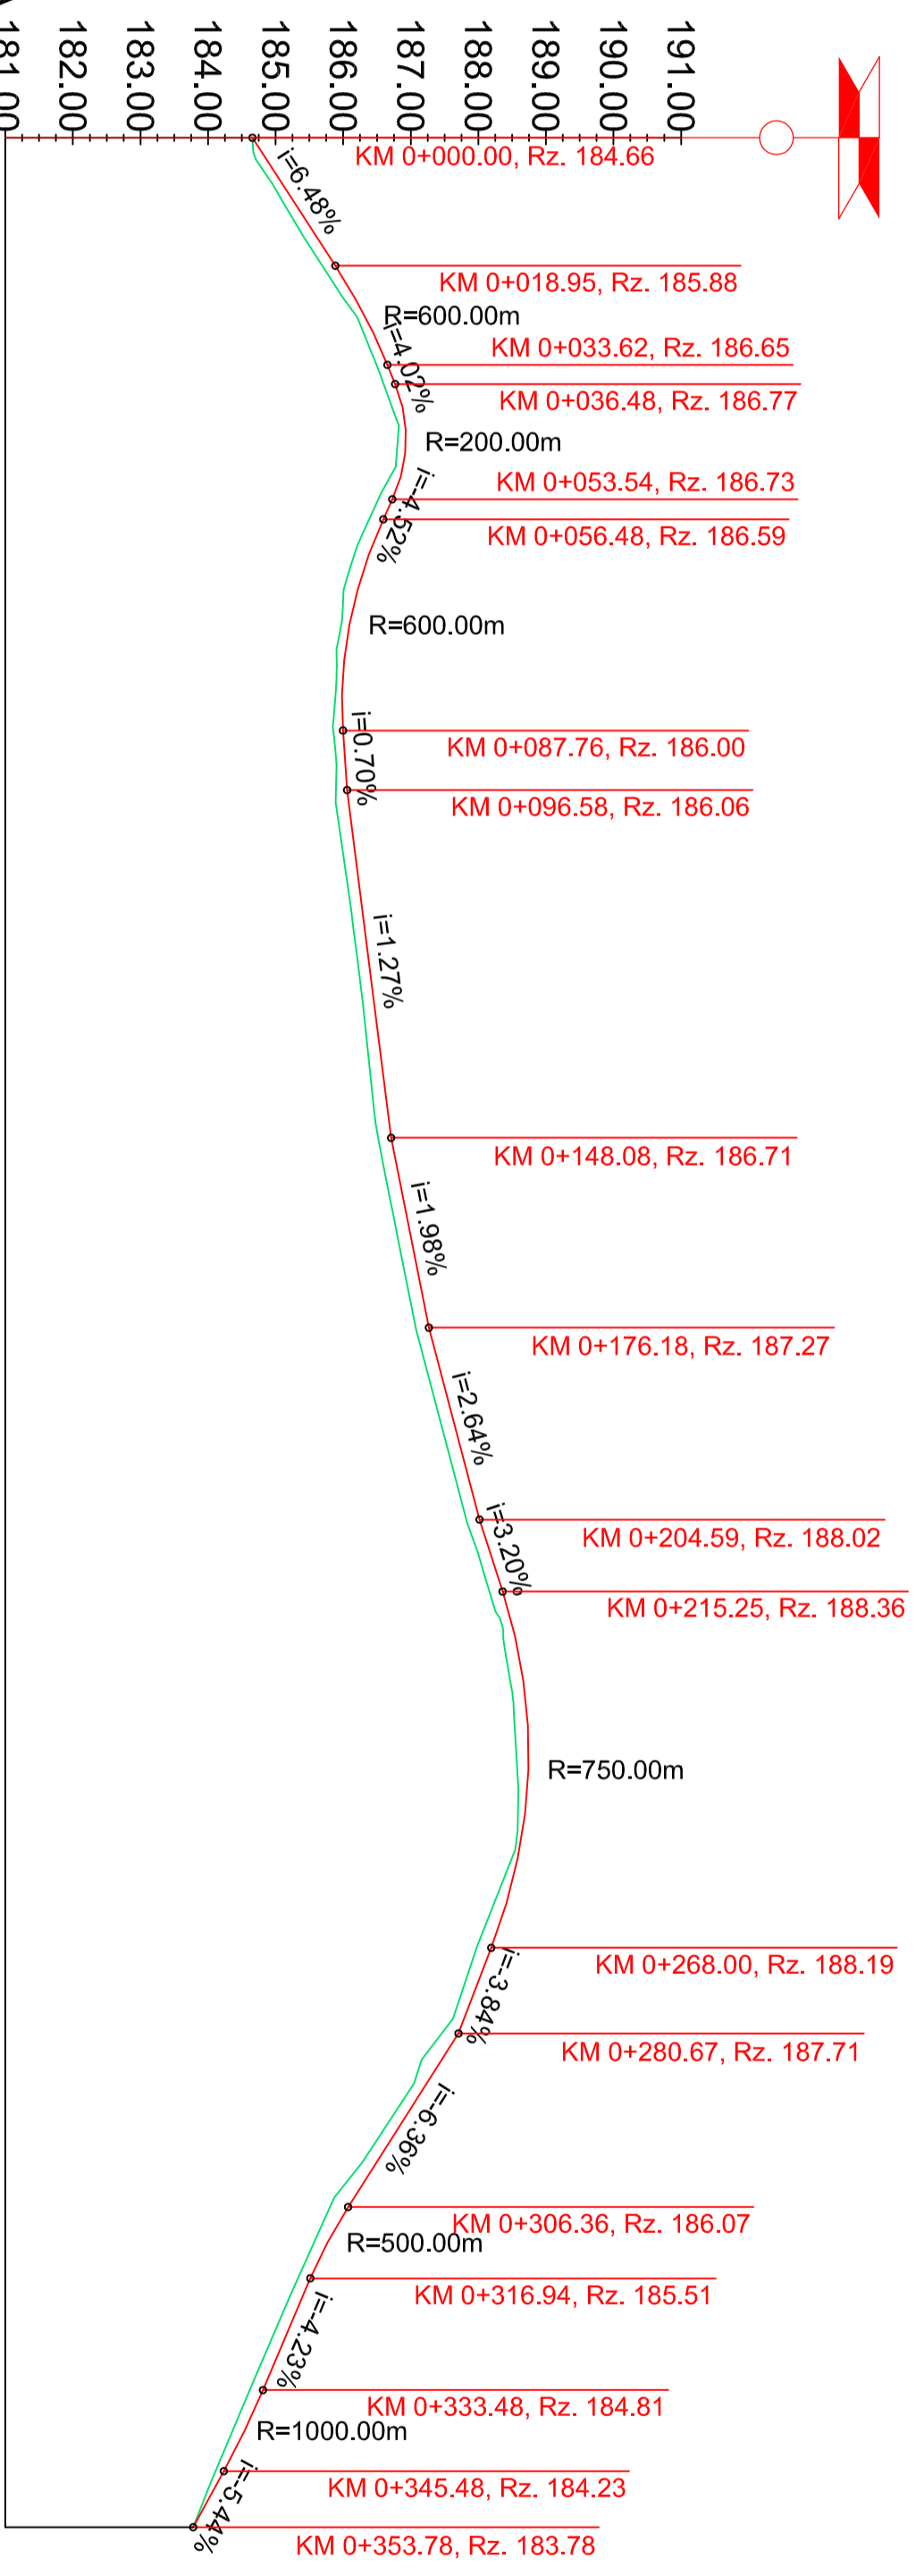 191.00
190.00
189.00
188.00
187.00
186.00
185.00
184.00
183.00
182.00
181.00
KM 0+000.00, Rz. 184.66
i=6.48%
KM 0+018.95, Rz. 185.88
R=600.00m
KM 0+033.62, Rz. 186.65
i=4.02%
KM 0+036.48, Rz. 186.77
R=200.00m
KM 0+053.54, Rz. 186.73
i=-4.52%
KM 0+056.48, Rz. 186.59
R=600.00m
KM 0+087.76, Rz. 186.00
i=0.70%
KM 0+096.58, Rz. 186.06
i=1.27%
KM 0+148.08, Rz. 186.71
i=1.98%
KM 0+176.18, Rz. 187.27
i=2.64%
KM 0+204.59, Rz. 188.02
i=3.20%
KM 0+215.25, Rz. 188.36
R=750.00m
KM 0+268.00, Rz. 188.19
i=-3.84%
KM 0+280.67, Rz. 187.71
i=-6.36%
KM 0+306.36, Rz. 186.07
R=500.00m
KM 0+316.94, Rz. 185.51
i=-4.23%
KM 0+333.48, Rz. 184.81
R=1000.00m
KM 0+345.48, Rz. 184.23
i=-5.44%
KM 0+353.78, Rz. 183.78